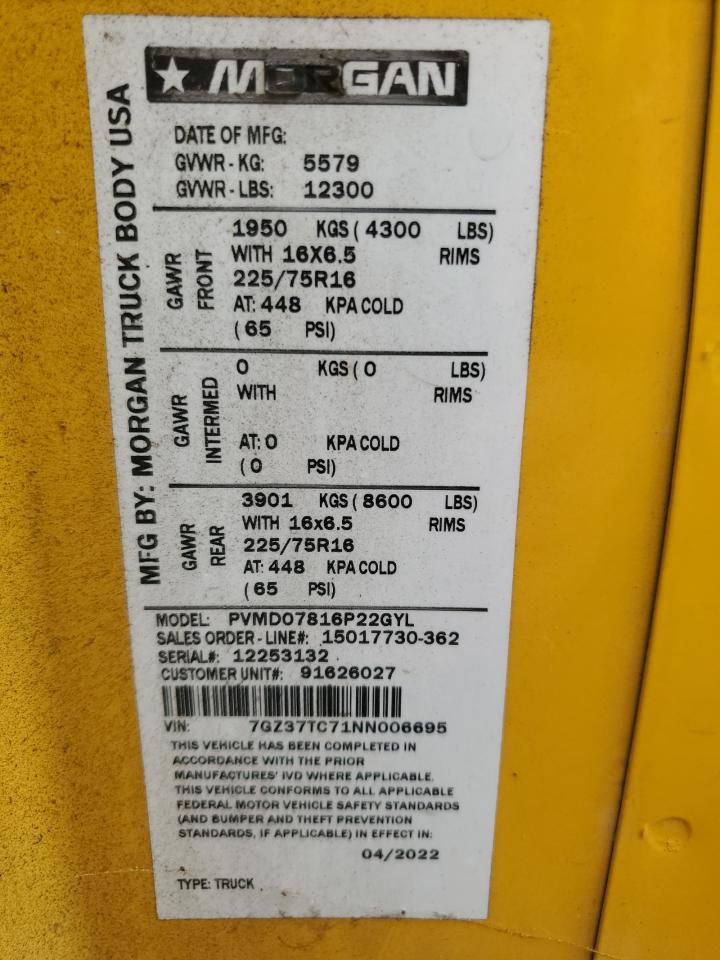 MORGAN
MFG BY: MORGAN TRUCK BODY USA
DATE OF MFG:
GVWR - KG: 5579
GVWR - LBS: 12300
GAWR FRONT
1950 KGS ( 4300 LBS)
WITH 16X6.5 RIMS
225/75R16
AT: 448 KPA COLD
( 65 PSI)
GAWR INTERMED
0 KGS ( 0 LBS)
WITH RIMS
AT: 0 KPA COLD
( 0 PSI)
GAWR REAR
3901 KGS ( 8600 LBS)
WITH 16x6.5 RIMS
225/75R16
AT: 448 KPA COLD
( 65 PSI)
MODEL: PVMD07816P22GYL
SALES ORDER - LINE#: 15017730-362
SERIAL#: 12253132
CUSTOMER UNIT#: 91626027
VIN: 7GZ37TC71NN006695
THIS VEHICLE HAS BEEN COMPLETED IN
ACCORDANCE WITH THE PRIOR
MANUFACTURES' IVD WHERE APPLICABLE.
THIS VEHICLE CONFORMS TO ALL APPLICABLE
FEDERAL MOTOR VEHICLE SAFETY STANDARDS
(AND BUMPER AND THEFT PREVENTION
STANDARDS, IF APPLICABLE) IN EFFECT IN:
04/2022
TYPE: TRUCK